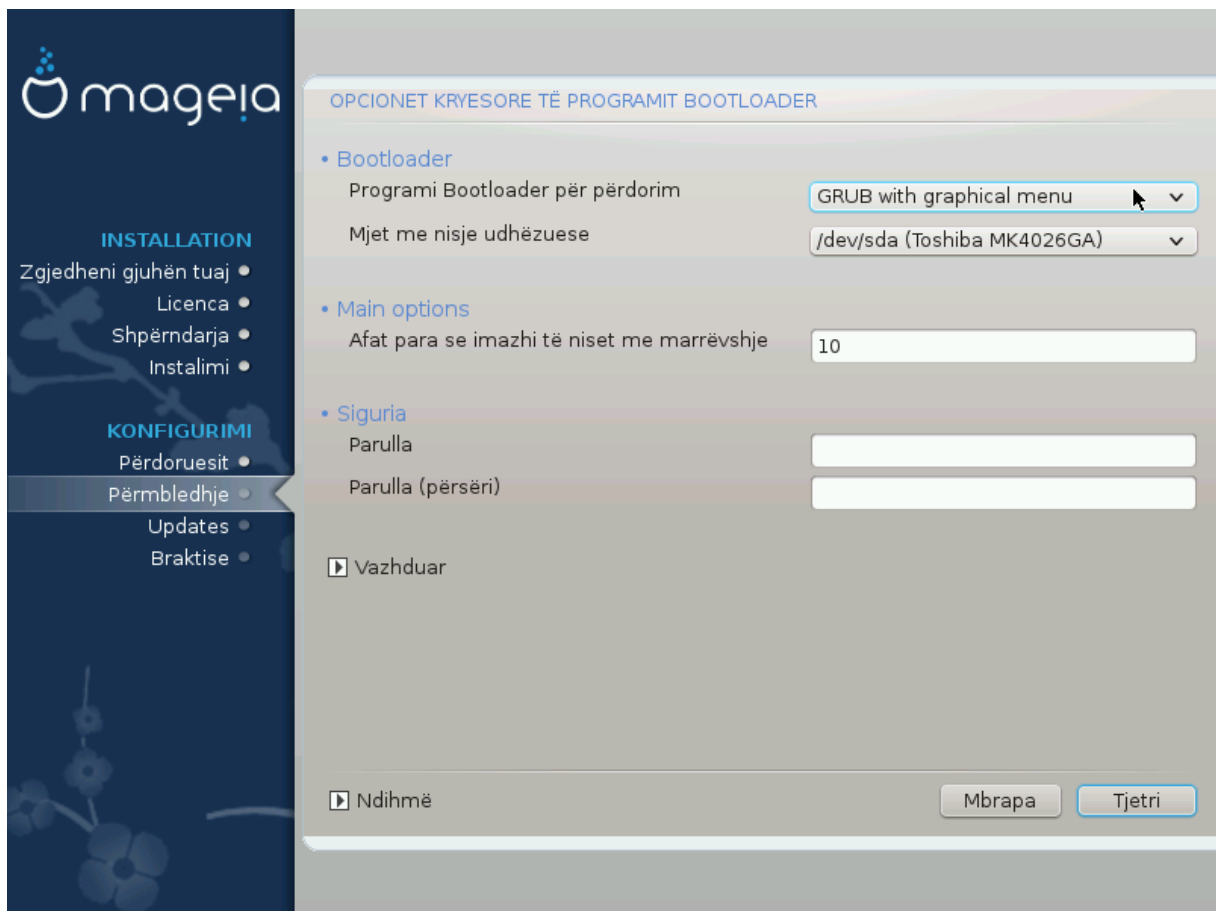 mageia
INSTALLATION
Zgjedheni gjuhën tuaj
Licenca
Shpërndarja
Instalimi
KONFIGURIMI
Përdoruesit
Përmbledhje
Updates
Braktise
OPCIONET KRYESORE TË PROGRAMIT BOOTLOADER
• Bootloader
Programi Bootloader për përdorim
GRUB with graphical menu
Mjet me nisje udhëzuese
/dev/sda (Toshiba MK4026GA)
• Main options
Afat para se imazhi të niset me marrëvshje
10
• Siguria
Parulla
Parulla (përsëri)
Vazhduar
Ndihmë
Mbrapa
Tjetri